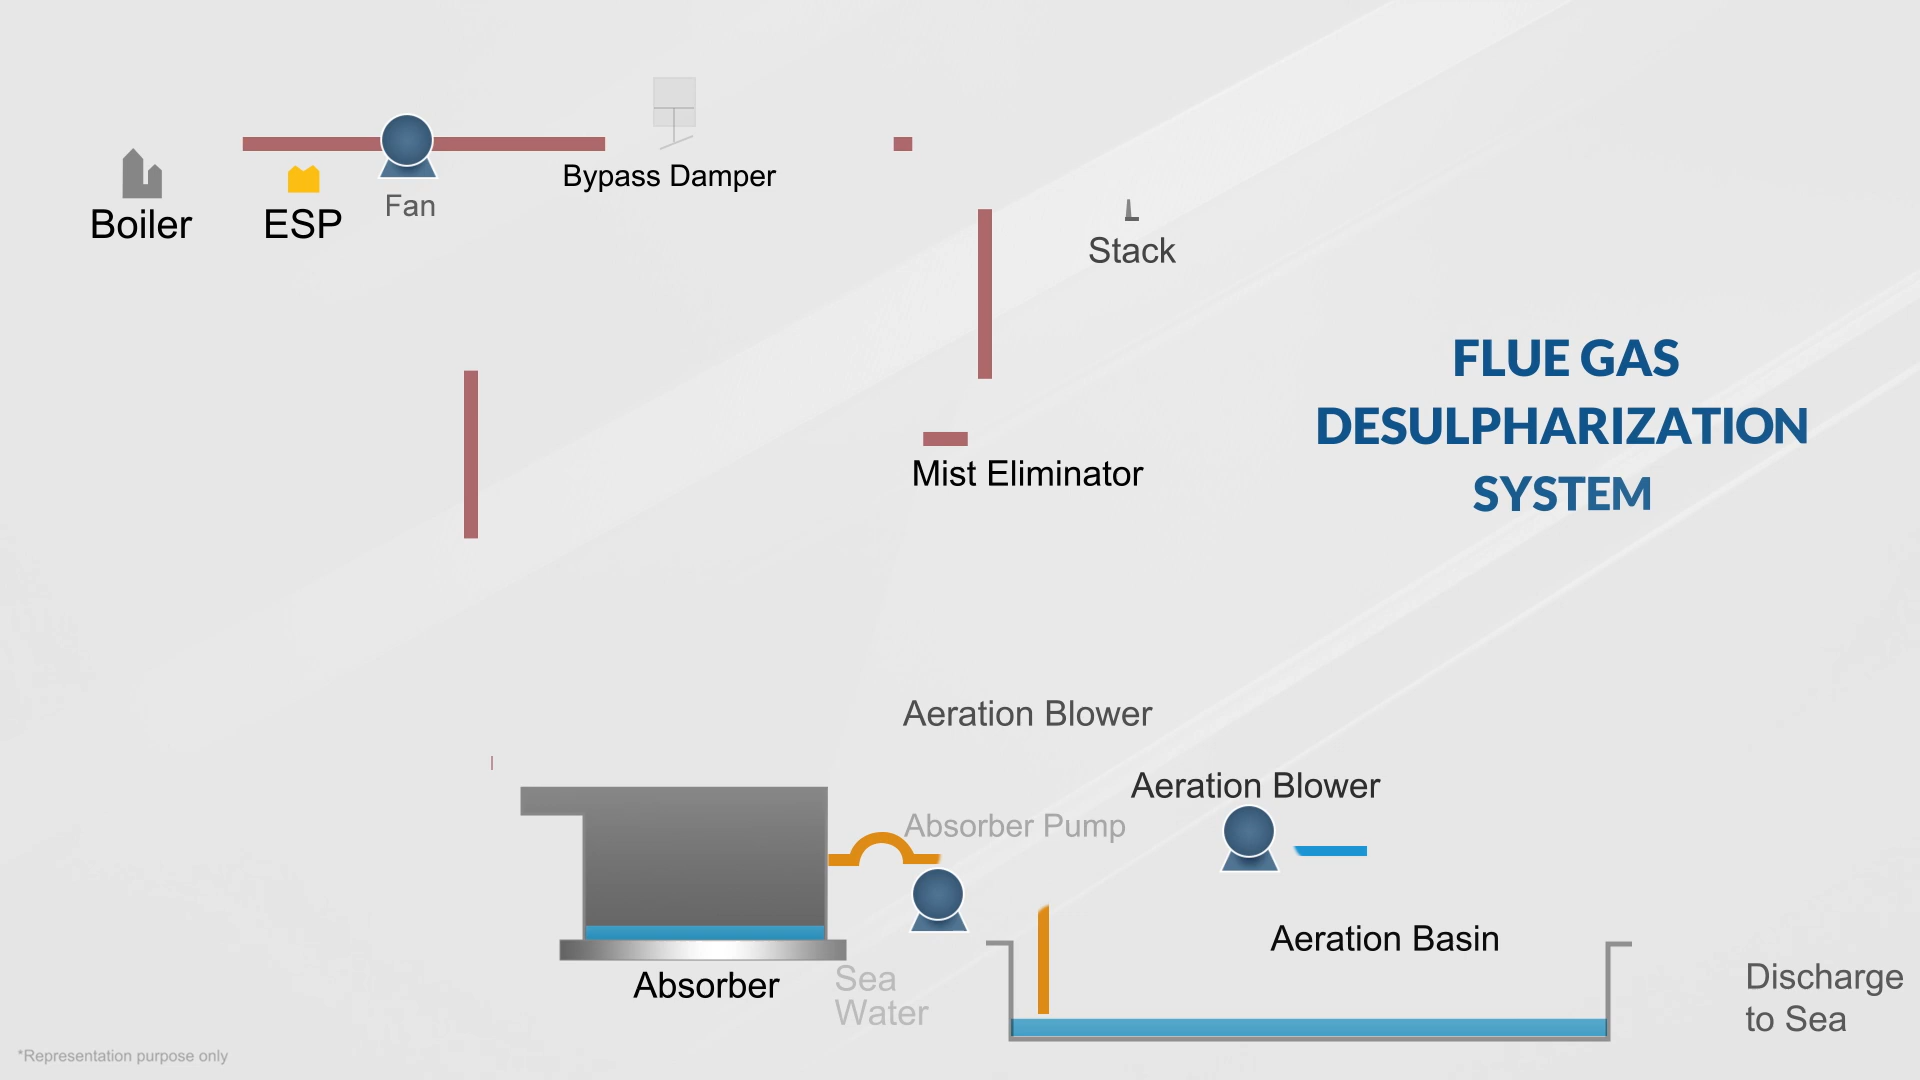 Bypass Damper
Boiler
ESP
Fan
Stack
FLUE GAS
DESULPHARIZATION
SYSTEM
Mist Eliminator
Aeration Blower
Aeration Blower
Absorber Pump
Aeration Basin
Absorber
Sea
Water
Discharge
to Sea
*Representation purpose only